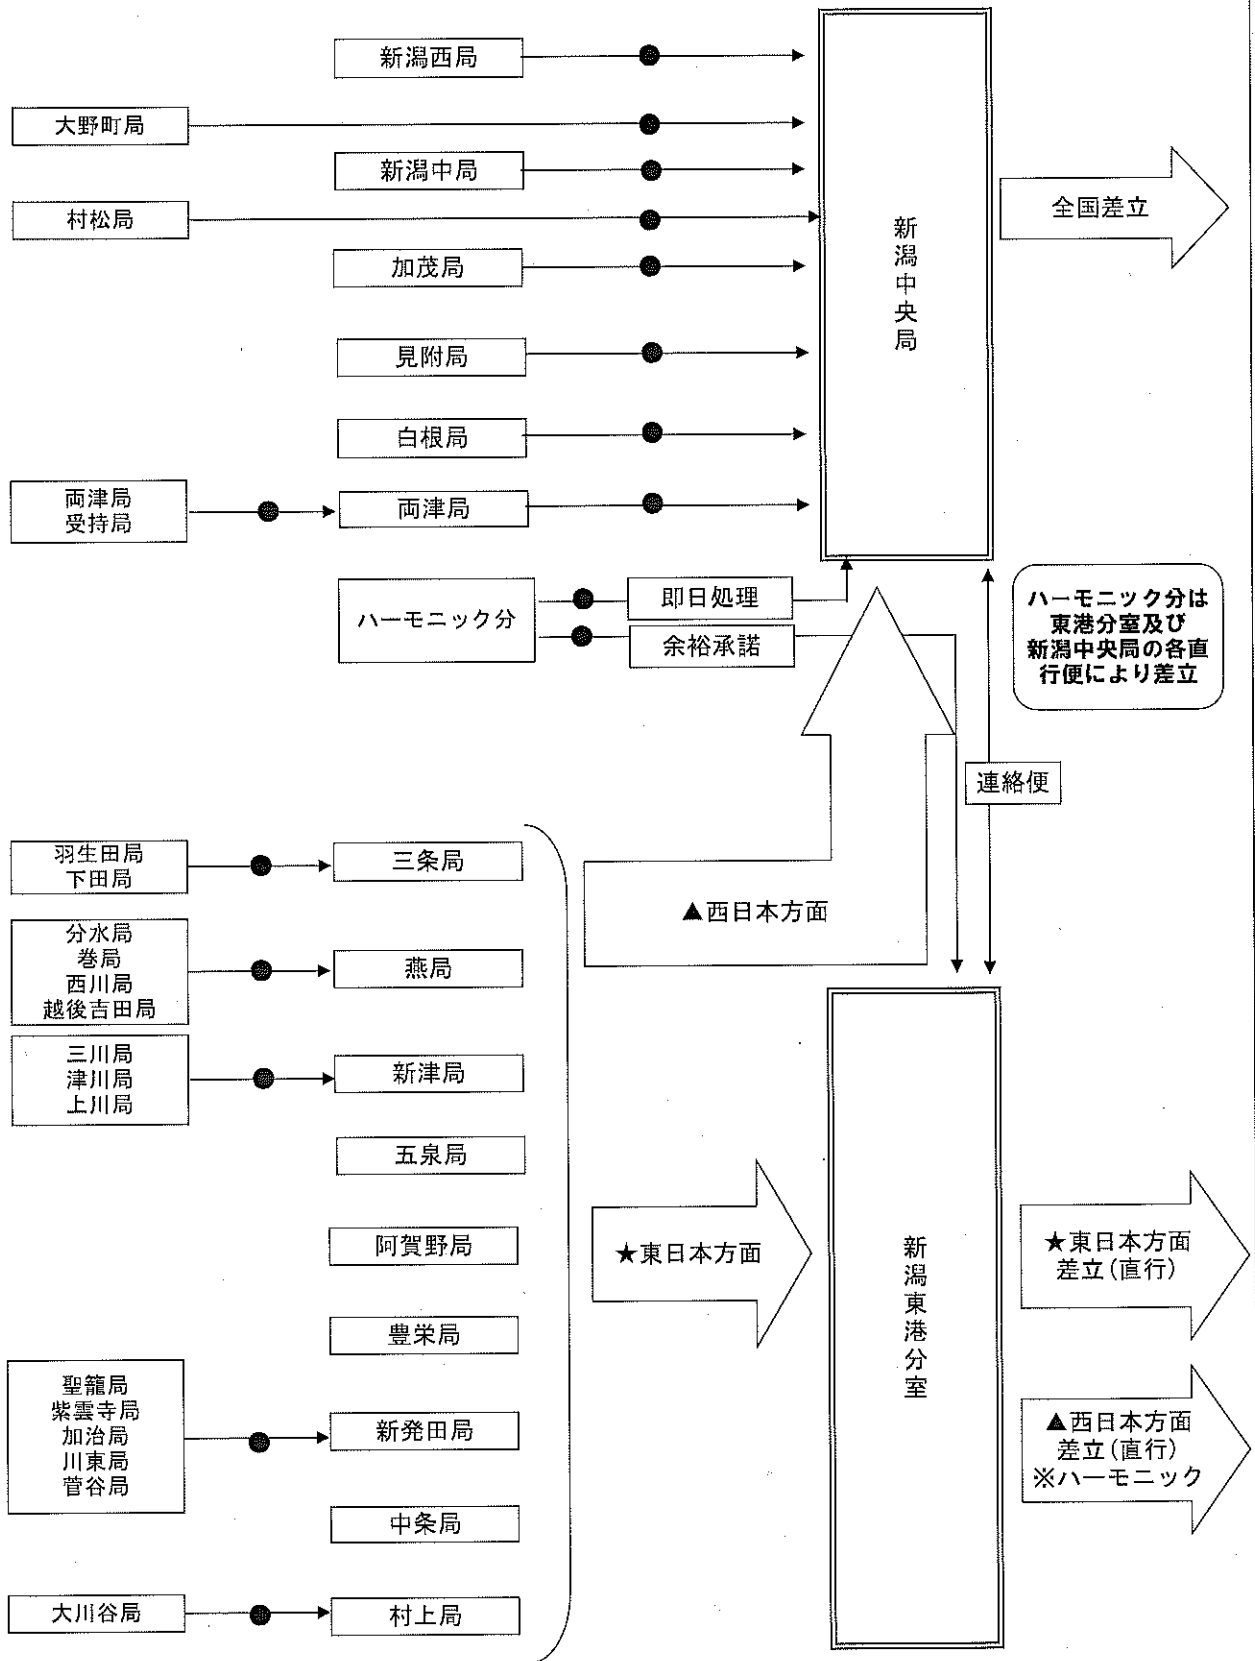 新潟西局
大野町局
新潟中局
村松局
加茂局
見附局
白根局
両津局
受持局
両津局
新潟中央局
全国差立
ハーモニック分
即日処理
余裕承諾
ハーモニック分は
東港分室及び
新潟中央局の各直
行便により差立
連絡便
▲西日本方面
羽生田局
下田局
三条局
分水局
巻局
西川局
越後吉田局
燕局
三川局
津川局
上川局
新津局
五泉局
阿賀野局
豊栄局
聖籠局
紫雲寺局
加治局
川東局
菅谷局
新発田局
中条局
大川谷局
村上局
★東日本方面
新潟東港分室
★東日本方面
差立(直行)
▲西日本方面
差立(直行)
※ハーモニック